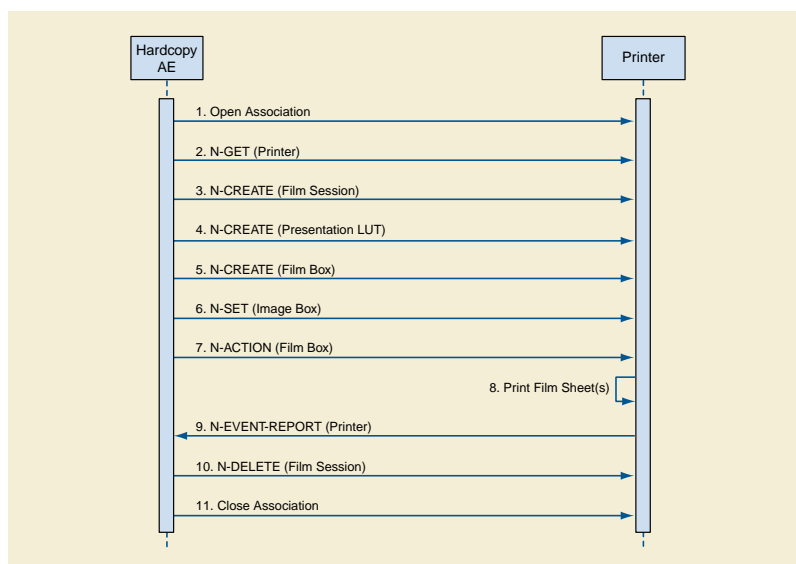 Hardcopy
AE
Printer
1. Open Association
2. N-GET (Printer)
3. N-CREATE (Film Session)
4. N-CREATE (Presentation LUT)
5. N-CREATE (Film Box)
6. N-SET (Image Box)
7. N-ACTION (Film Box)
8. Print Film Sheet(s)
9. N-EVENT-REPORT (Printer)
10. N-DELETE (Film Session)
11. Close Association